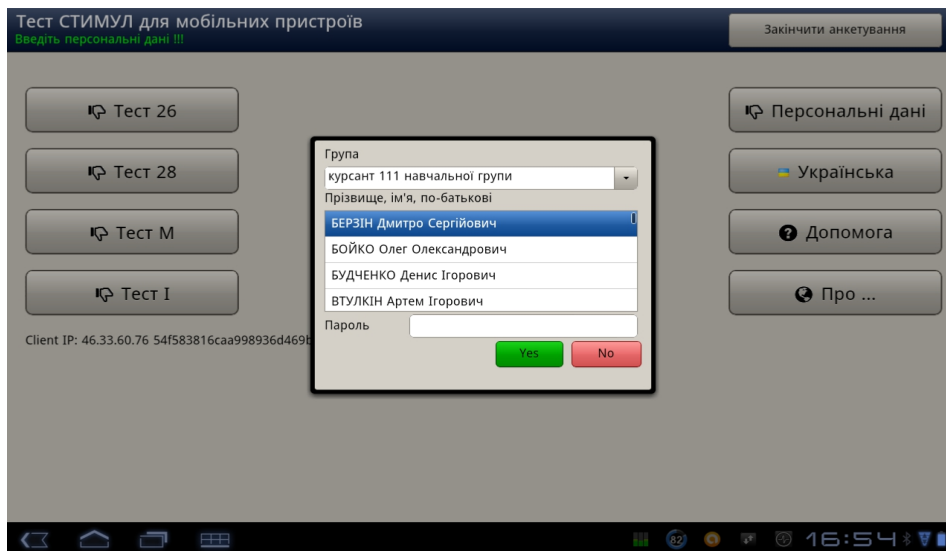 Тест СТИМУЛ для мобільних пристроїв
Введіть персональні дані !!!
Закінчити анкетування
Тест 26
Персональні дані
Тест 28
Українська
Тест М
Допомога
Тест І
Про ...
Група
курсант 111 навчальної групи
Прізвище, ім'я, по-батькові
БЕРЗІН Дмитро Сергійович
БОЙКО Олег Олександрович
БУДЧЕНКО Денис Ігорович
ВТУЛКІН Артем Ігорович
Пароль
Yes
No
Client IP: 46.33.60.76 54f583816caa998936d469
82
16:54